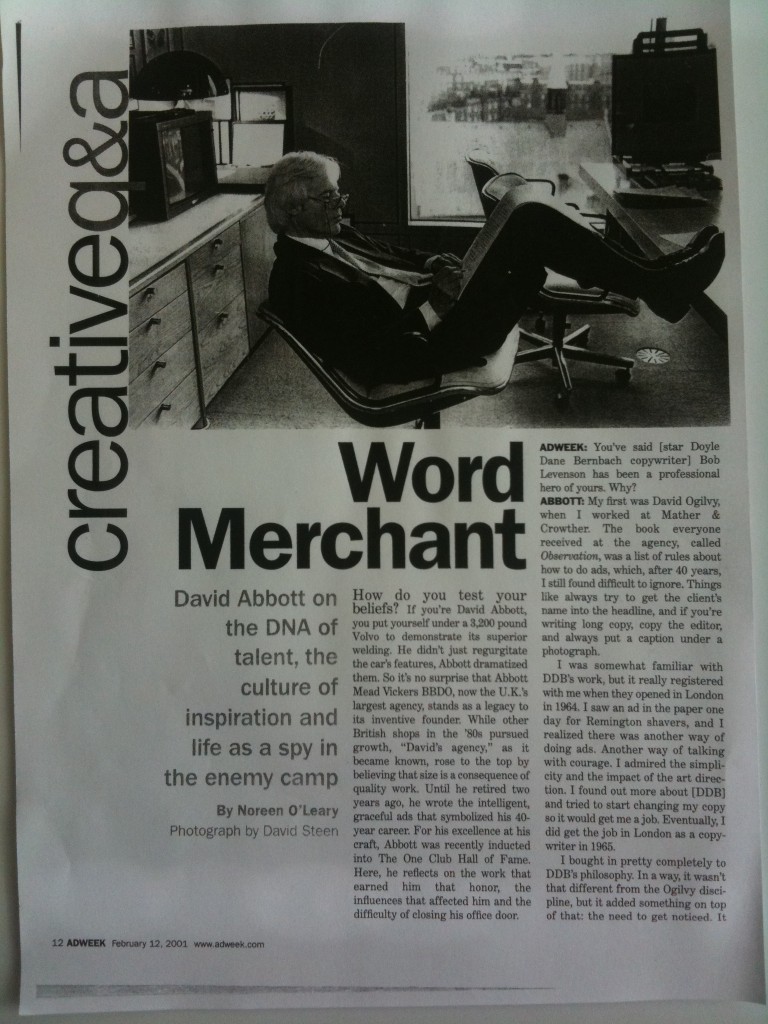 creativeq&a
Word
Merchant
David Abbott on
the DNA of
talent, the
culture of
inspiration and
life as a spy in
the enemy camp
By Noreen O'Leary
Photograph by David Steen
How do you test your
beliefs? If you're David Abbott,
you put yourself under a 3,200 pound
Volvo to demonstrate its superior
welding. He didn't just regurgitate
the car's features, Abbott dramatized
them. So it's no surprise that Abbott
Mead Vickers BBDO, now the U.K.'s
largest agency, stands as a legacy to
its inventive founder. While other
British shops in the '80s pursued
growth, "David's agency," as it
became known, rose to the top by
believing that size is a consequence of
quality work. Until he retired two
years ago, he wrote the intelligent,
graceful ads that symbolized his 40-
year career. For his excellence at his
craft, Abbott was recently inducted
into The One Club Hall of Fame.
Here, he reflects on the work that
earned him that honor, the
influences that affected him and the
difficulty of closing his office door.
ADWEEK: You've said [star Doyle
Dane Bernbach copywriter] Bob
Levenson has been a professional
hero of yours. Why?
ABBOTT: My first was David Ogilvy,
when I worked at Mather &
Crowther. The book everyone
received at the agency, called
Observation, was a list of rules about
how to do ads, which, after 40 years,
I still found difficult to ignore. Things
like always try to get the client's
name into the headline, and if you're
writing long copy, copy the editor,
and always put a caption under a
photograph.
I was somewhat familiar with
DDB's work, but it really registered
with me when they opened in London
in 1964. I saw an ad in the paper one
day for Remington shavers, and I
realized there was another way of
doing ads. Another way of talking
with courage. I admired the simpli-
city and the impact of the art direc-
tion. I found out more about [DDB]
and tried to start changing my copy
so it would get me a job. Eventually, I
did get the job in London as a copy-
writer in 1965.
I bought in pretty completely to
DDB's philosophy. In a way, it wasn't
that different from the Ogilvy disci-
pline, but it added something on top
of that: the need to get noticed. It
12 ADWEEK February 12, 2001 www.adweek.com